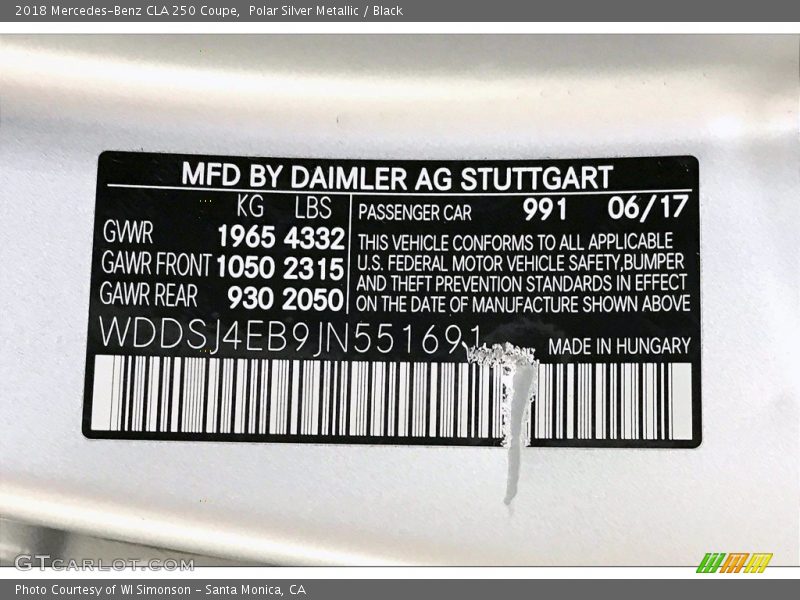 2018 Mercedes-Benz CLA 250 Coupe,  Polar Silver Metallic / Black
MFD BY DAIMLER AG STUTTGART
KG LBS
GVWR 1965 4332
GAWR FRONT 1050 2315
GAWR REAR 930 2050
PASSENGER CAR 991 06/17
THIS VEHICLE CONFORMS TO ALL APPLICABLE
U.S. FEDERAL MOTOR VEHICLE SAFETY,BUMPER
AND THEFT PREVENTION STANDARDS IN EFFECT
ON THE DATE OF MANUFACTURE SHOWN ABOVE
WDDSJ4EB9JN551691
MADE IN HUNGARY
GTCARLOT.COM
Photo Courtesy of WI Simonson - Santa Monica, CA